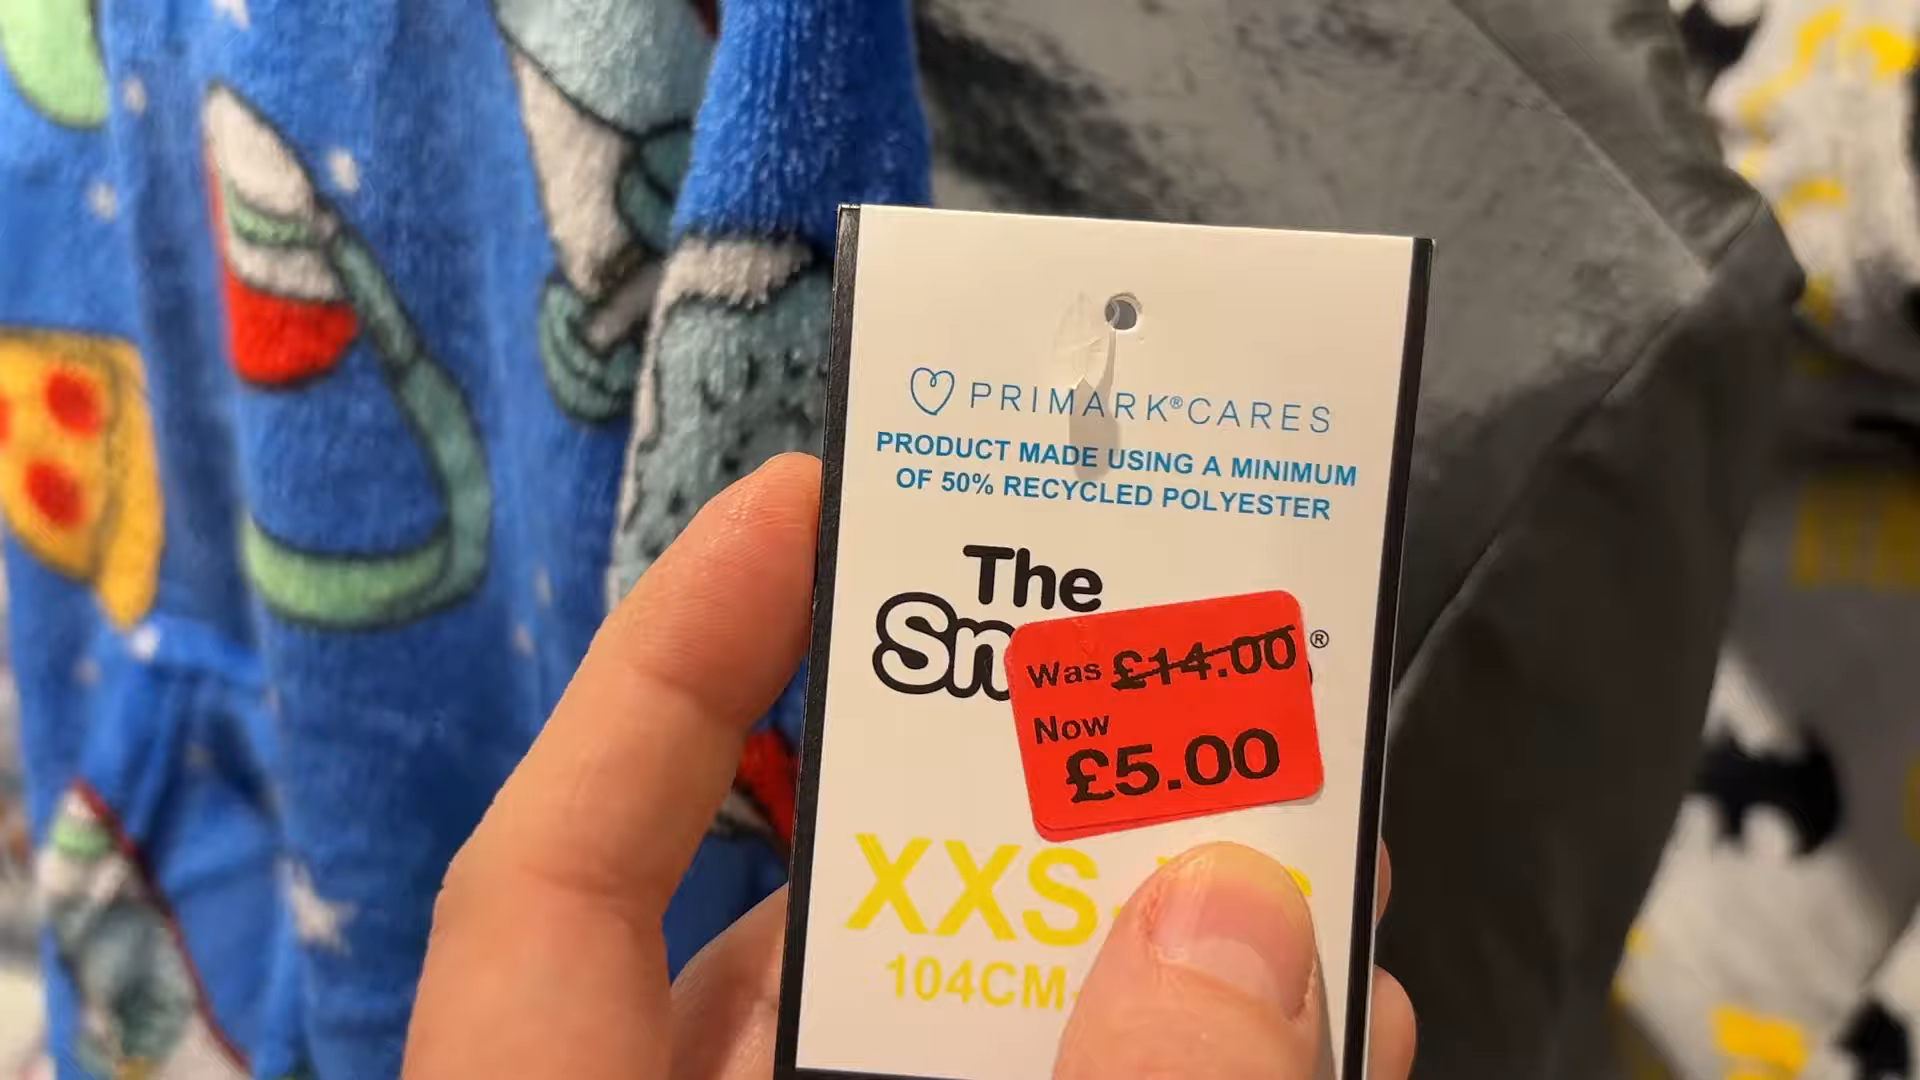 PRIMARK®CARES
PRODUCT MADE USING A MINIMUM
OF 50% RECYCLED POLYESTER
The
Sn ®
Was £14.00
Now
£5.00
XXS-
104CM-